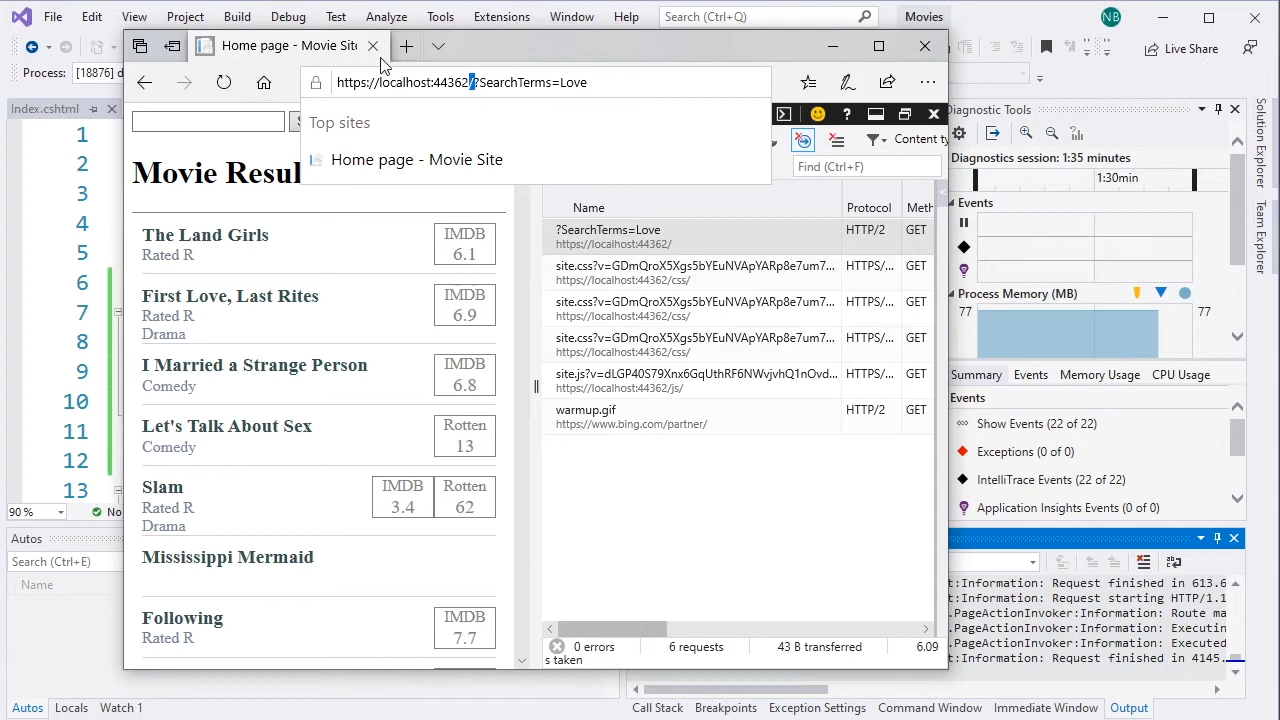 File Edit View Project Build Debug Test Analyze Tools Extensions Window Help Search (Ctrl+Q) Movies NB
Process: [18876] d
Live Share
Home page - Movie Sit
https://localhost:44362/?SearchTerms=Love
Top sites
Home page - Movie Site
Index.cshtml
1
2
3
4
5
6
7
8
9
10
11
12
13
90 %
No
Movie Resul
The Land Girls
Rated R
IMDB
6.1
First Love, Last Rites
Rated R
Drama
IMDB
6.9
I Married a Strange Person
Comedy
IMDB
6.8
Let's Talk About Sex
Comedy
Rotten
13
Slam
Rated R
Drama
IMDB
3.4
Rotten
62
Mississippi Mermaid
Following
Rated R
IMDB
7.7
Content ty
Find (Ctrl+F)
Name Protocol Meth
?SearchTerms=Love HTTP/2 GET
https://localhost:44362/
site.css?v=GDmQroX5Xgs5bYEuNVApYARp8e7um7... HTTPS/... GET
https://localhost:44362/css/
site.css?v=GDmQroX5Xgs5bYEuNVApYARp8e7um7... HTTPS/... GET
https://localhost:44362/css/
site.css?v=GDmQroX5Xgs5bYEuNVApYARp8e7um7... HTTPS/... GET
https://localhost:44362/css/
site.js?v=dLGP40S79Xnx6GqUthRF6NWvjvhQ1nOvd... HTTPS/... GET
https://localhost:44362/js/
warmup.gif HTTP/2 GET
https://www.bing.com/partner/
0 errors 6 requests 43 B transferred 6.09
s taken
Diagnostic Tools
Diagnostics session: 1:35 minutes
1:30min
Events
Process Memory (MB)
77 77
Summary Events Memory Usage CPU Usage
Events
Show Events (22 of 22)
Exceptions (0 of 0)
IntelliTrace Events (22 of 22)
Application Insights Events (0 of 0)
Solution Explorer
Team Explorer
Autos
Search (Ctrl+E)
Name
t:Information: Request finished in 613.6
t:Information: Request starting HTTP/1.1
.PageActionInvoker:Information: Route ma
.PageActionInvoker:Information: Executin
.PageActionInvoker:Information: Executed
t:Information: Request finished in 4145.
Autos Locals Watch 1
Call Stack Breakpoints Exception Settings Command Window Immediate Window Output